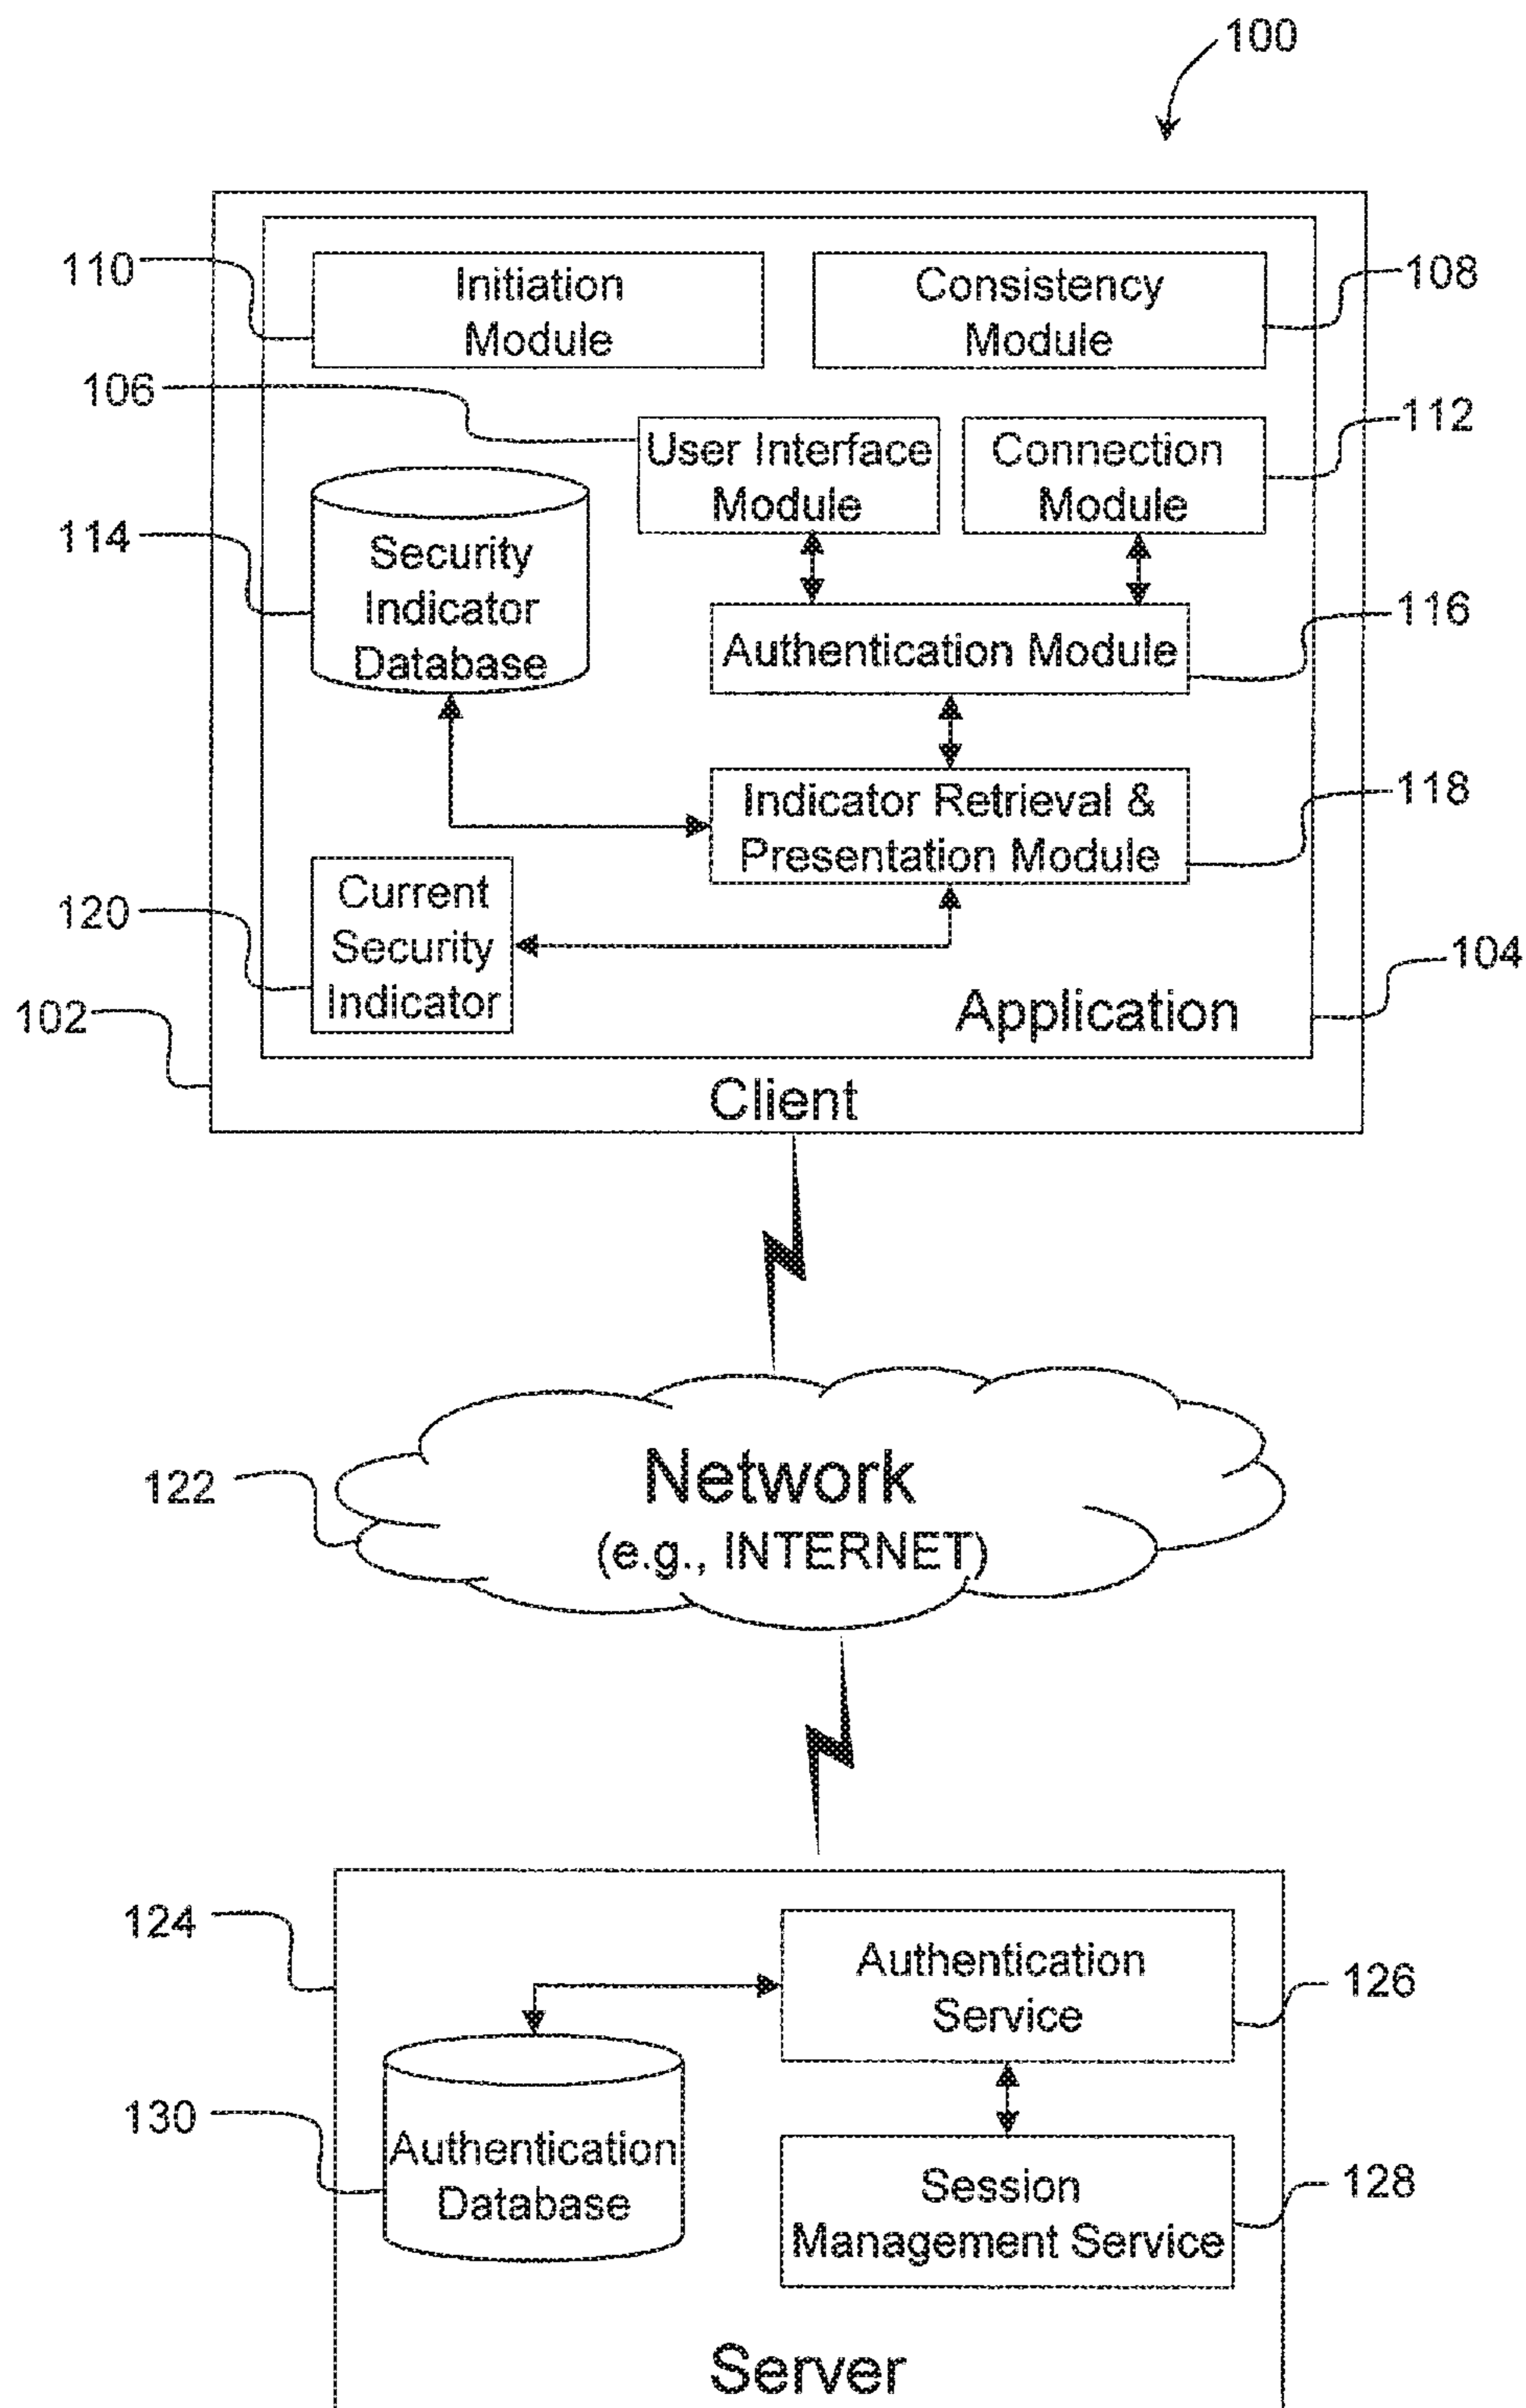 100
110
Initiation
Module
Consistency
Module
108
106
User Interface
Module
Connection
Module
112
114
Security
Indicator
Database
Authentication Module
116
Indicator Retrieval &
Presentation Module
118
120
Current
Security
Indicator
104
102
Application
Client
122
Network
(e.g., INTERNET)
124
Authentication
Service
126
130
Authentication
Database
Session
Management Service
128
Server